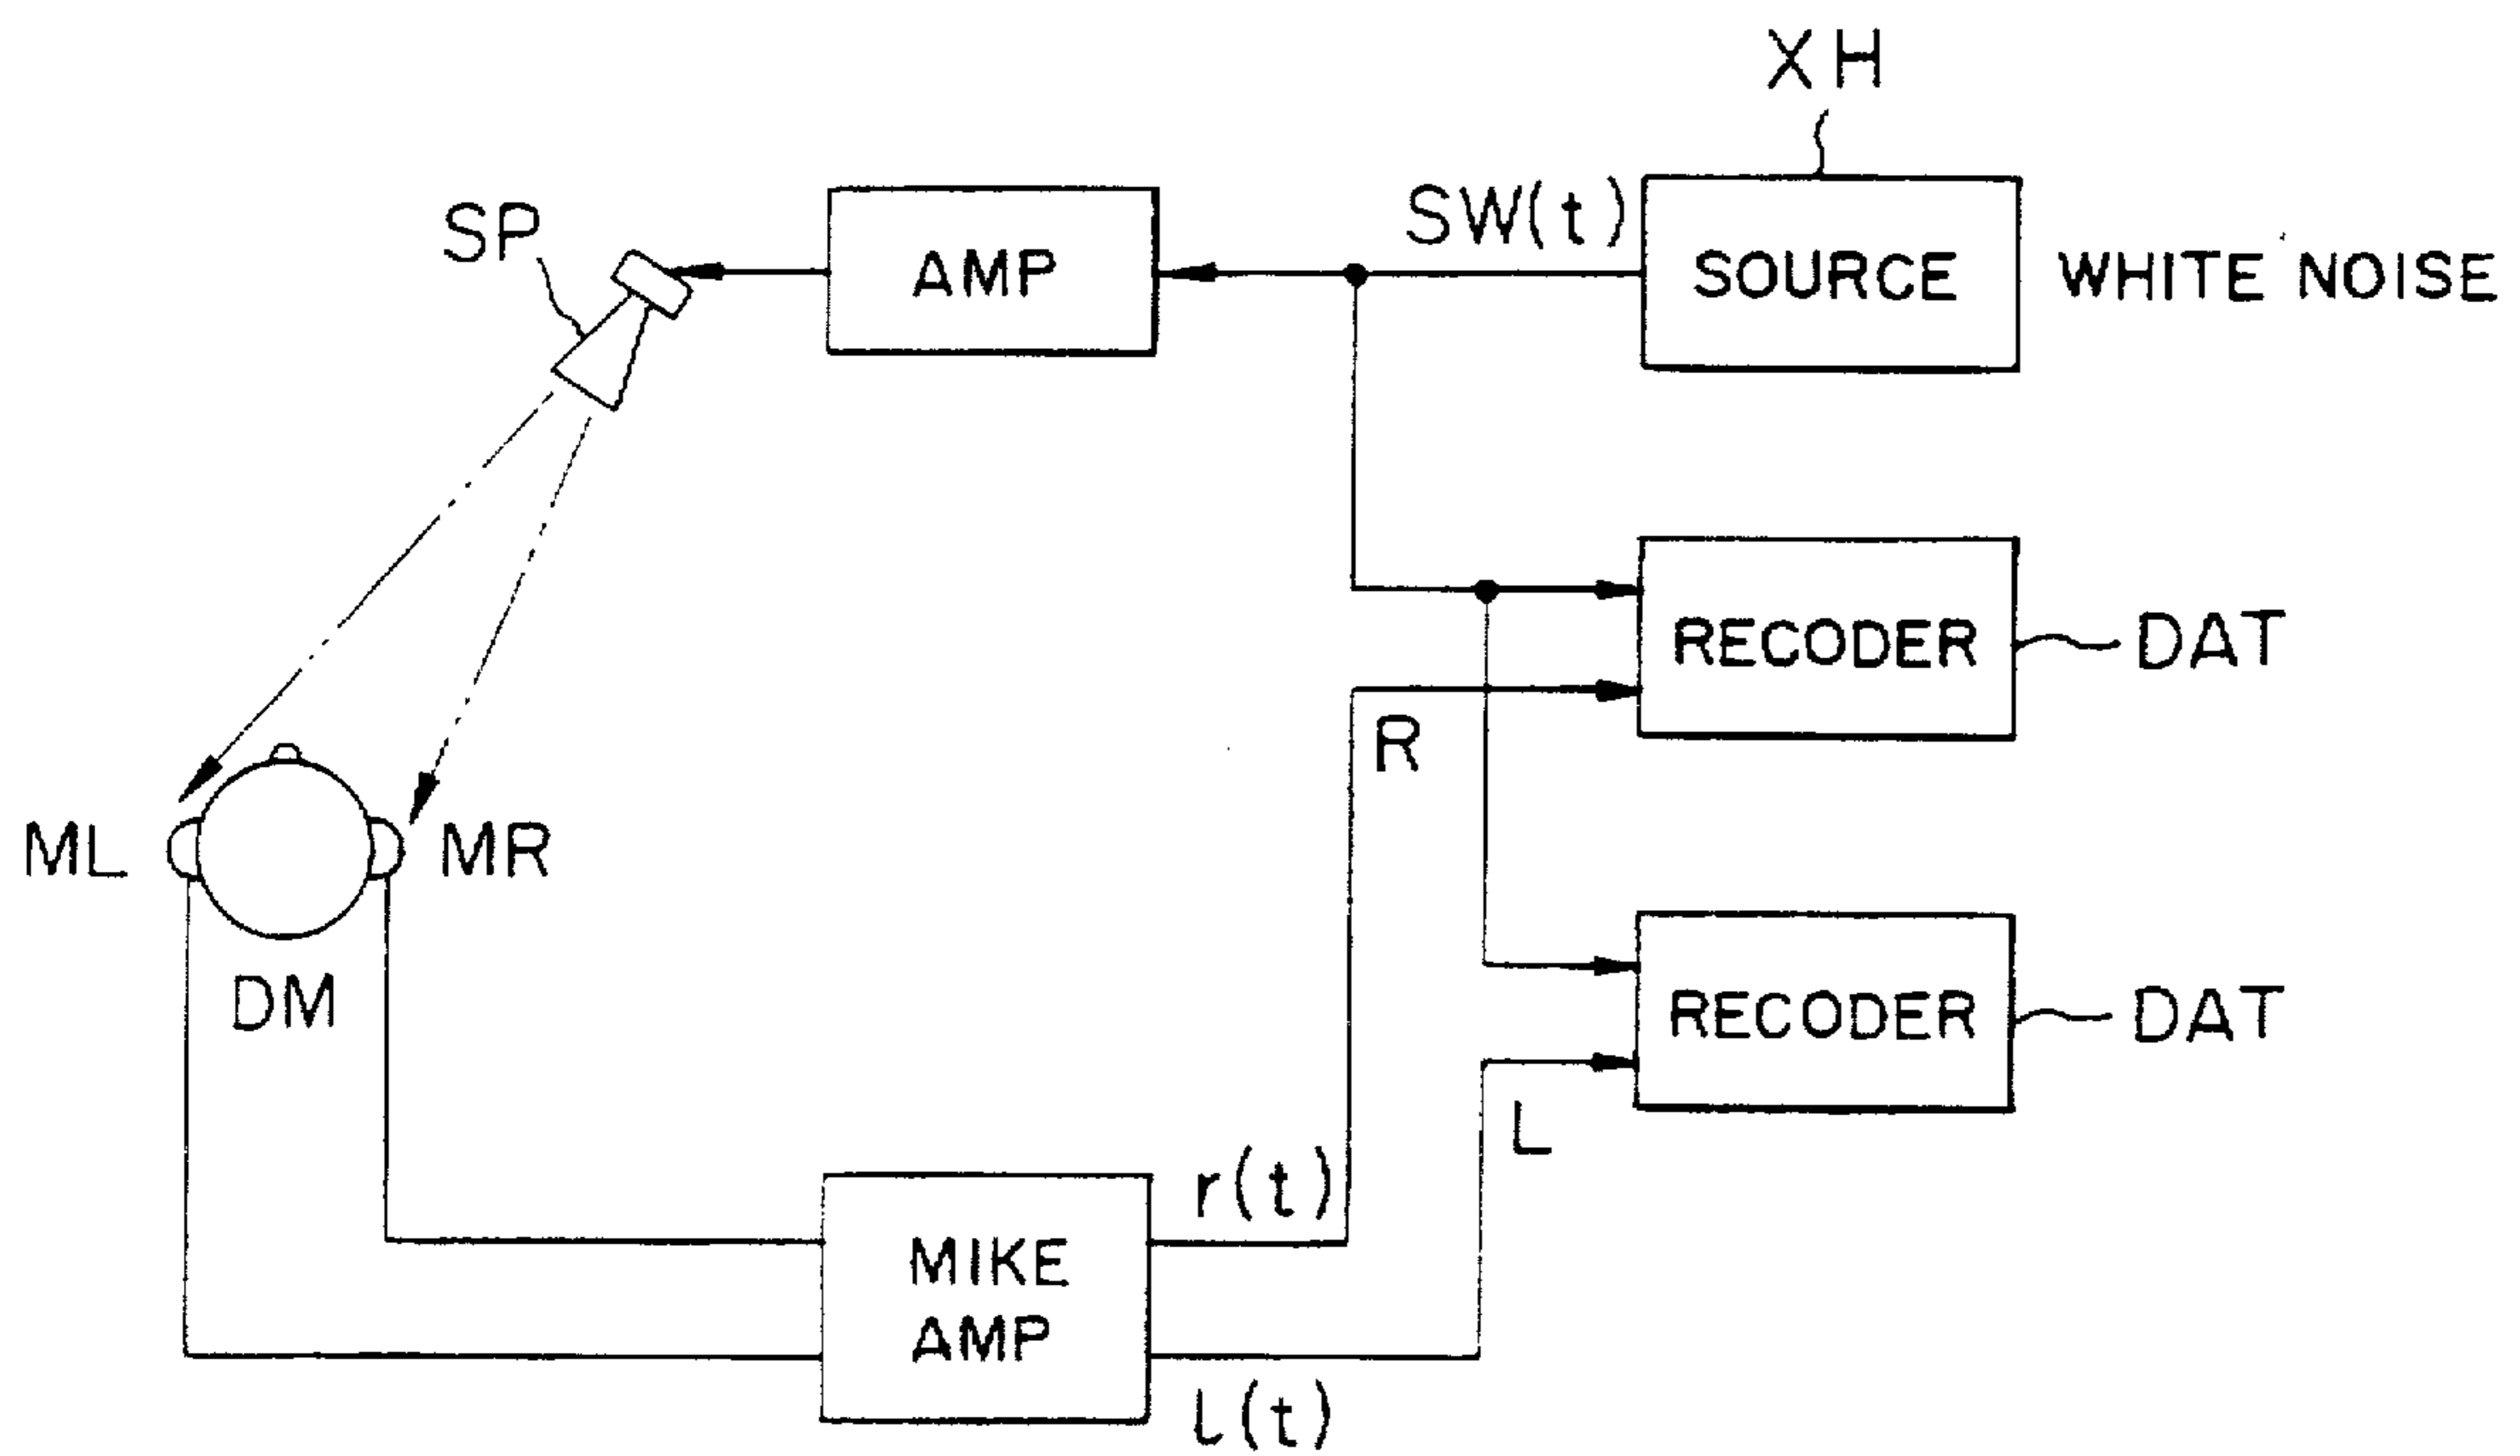 XH
SW(t)
SP
AMP
SOURCE
WHITE NOISE
RECODER
DAT
R
ML
MR
DM
RECODER
DAT
L
r(t)
MIKE
AMP
l(t)